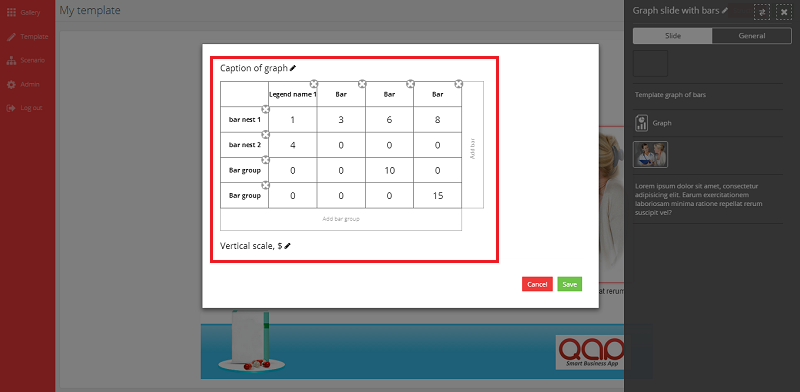 Gallery
My template
Template
Scenario
Admin
Log out
Caption of graph
Legend name 1 Bar Bar Bar
bar nest 1 1 3 6 8
bar nest 2 4 0 0 0
Bar group 0 0 10 0
Bar group 0 0 0 15
Add bar
Add bar group
Vertical scale, $
Cancel Save
at rerum
QAP
Smart Business App
Graph slide with bars
Slide General
Template graph of bars
Graph
Lorem ipsum dolor sit amet, consectetur
adipisicing elit. Earum exercitationem
laboriosam minima ratione repellat rerum
suscipit vel?